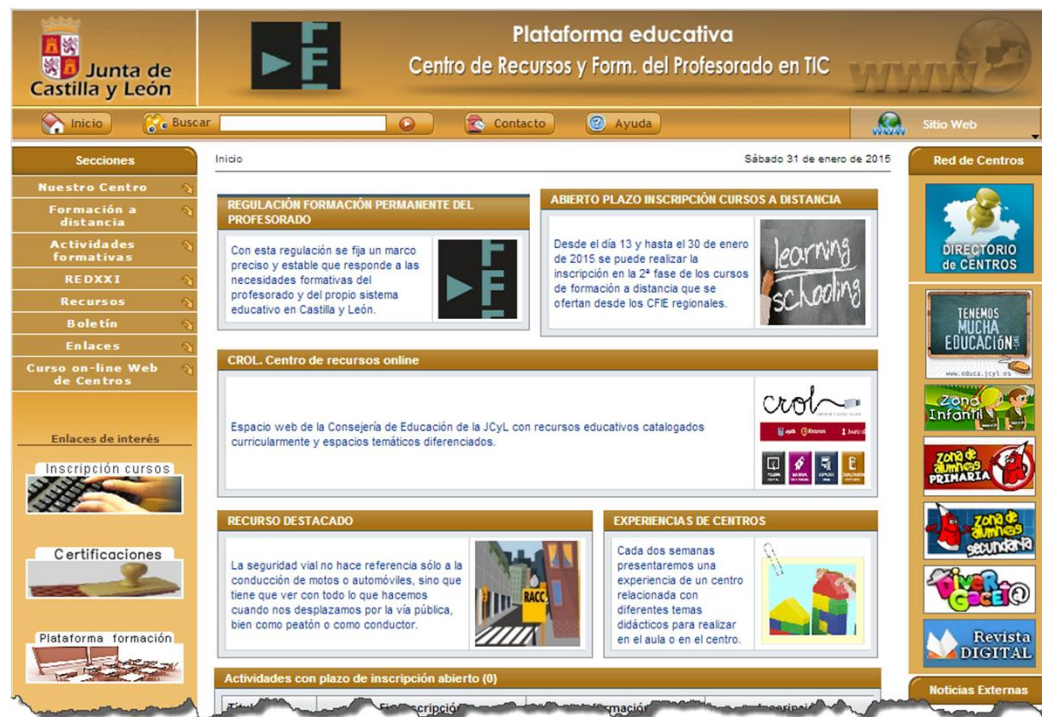 Junta de
Castilla y León
Plataforma educativa
Centro de Recursos y Form. del Profesorado en TIC
www
Inicio
Buscar
Contacto
Ayuda
Sitio Web
Secciones
Nuestro Centro
Formación a
distancia
Actividades
formativas
REDXXI
Recursos
Boletín
Enlaces
Curso on-line Web
de Centros
Enlaces de interés
Inscripción cursos
Certificaciones
Plataforma formación
Inicio
Sábado 31 de enero de 2015
REGULACIÓN FORMACIÓN PERMANENTE DEL
PROFESORADO
Con esta regulación se fija un marco
preciso y estable que responde a las
necesidades formativas del
profesorado y del propio sistema
educativo en Castilla y León.
ABIERTO PLAZO INSCRIPCIÓN CURSOS A DISTANCIA
Desde el día 13 y hasta el 30 de enero
de 2015 se puede realizar la
inscripción en la 2ª fase de los cursos
de formación a distancia que se
ofertan desde los CFIE regionales.
learning
schooling
CROL. Centro de recursos online
Espacio web de la Consejería de Educación de la JCyL con recursos educativos catalogados
curricularmente y espacios temáticos diferenciados.
crol
RECURSO DESTACADO
La seguridad vial no hace referencia sólo a la
conducción de motos o automóviles, sino que
tiene que ver con todo lo que hacemos
cuando nos desplazamos por la vía pública,
bien como peatón o como conductor.
RACC
EXPERIENCIAS DE CENTROS
Cada dos semanas
presentaremos una
experiencia de un centro
relacionada con
diferentes temas
didácticos para realizar
en el aula o en el centro.
Actividades con plazo de inscripción abierto (0)
Red de Centros
DIRECTORIO
de CENTROS
TENEMOS
MUCHA
EDUCACIÓN
www.educa.jcyl.es
Zona
Infantil
Zona de
alumn@s
PRIMARIA
Zona de
alumn@s
secundaria
DIVER
Gacet@
Revista
DIGITAL
Noticias Externas